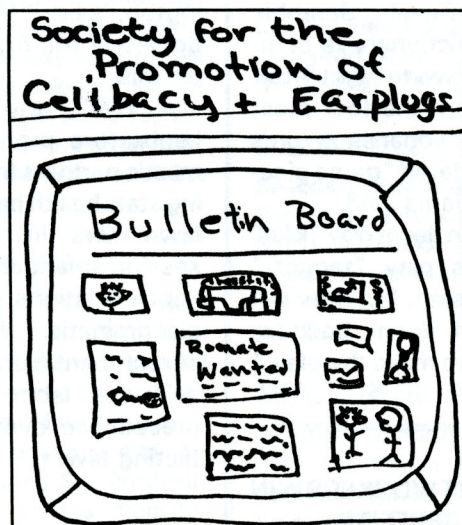 Society for the
Promotion of
Celibacy + Earplugs
Bulletin Board
Roomate
Wanted